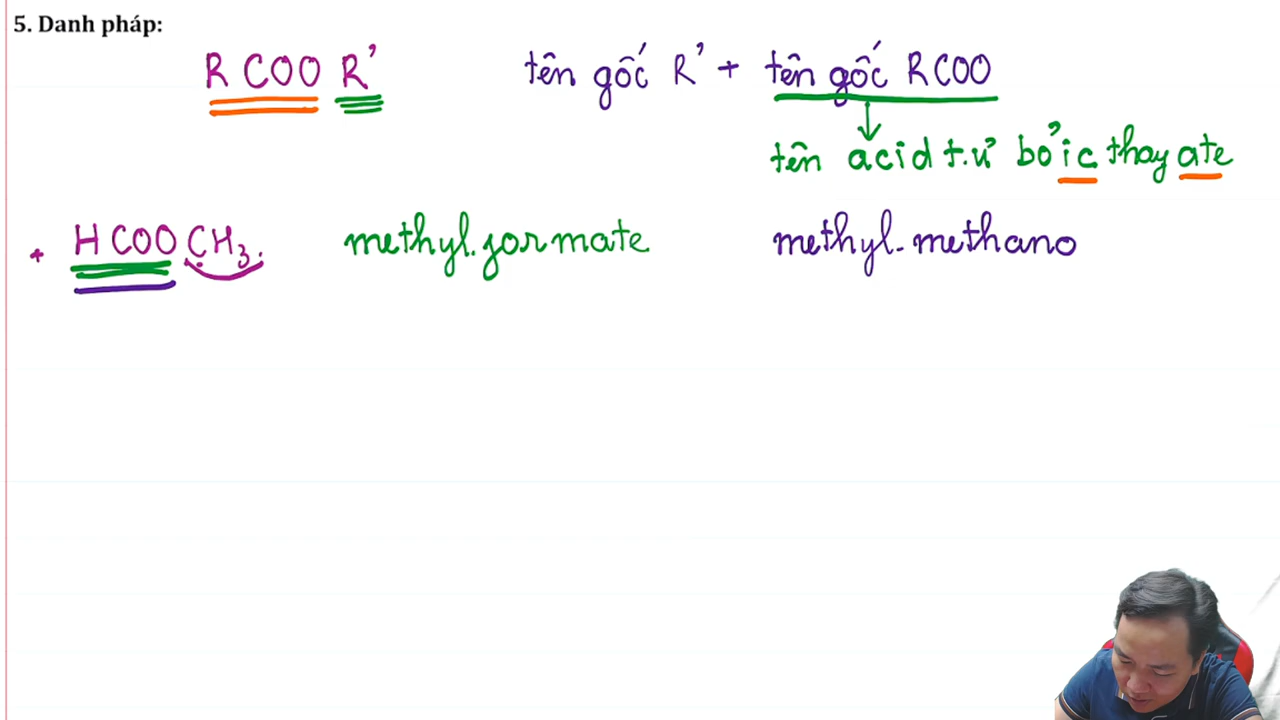 5. Danh pháp:
RCOOR' tên gốc R' + tên gốc RCOO
tên acid t.ư bỏ ic thay ate
+ HCOOCH₃. methyl.formate methyl-methano